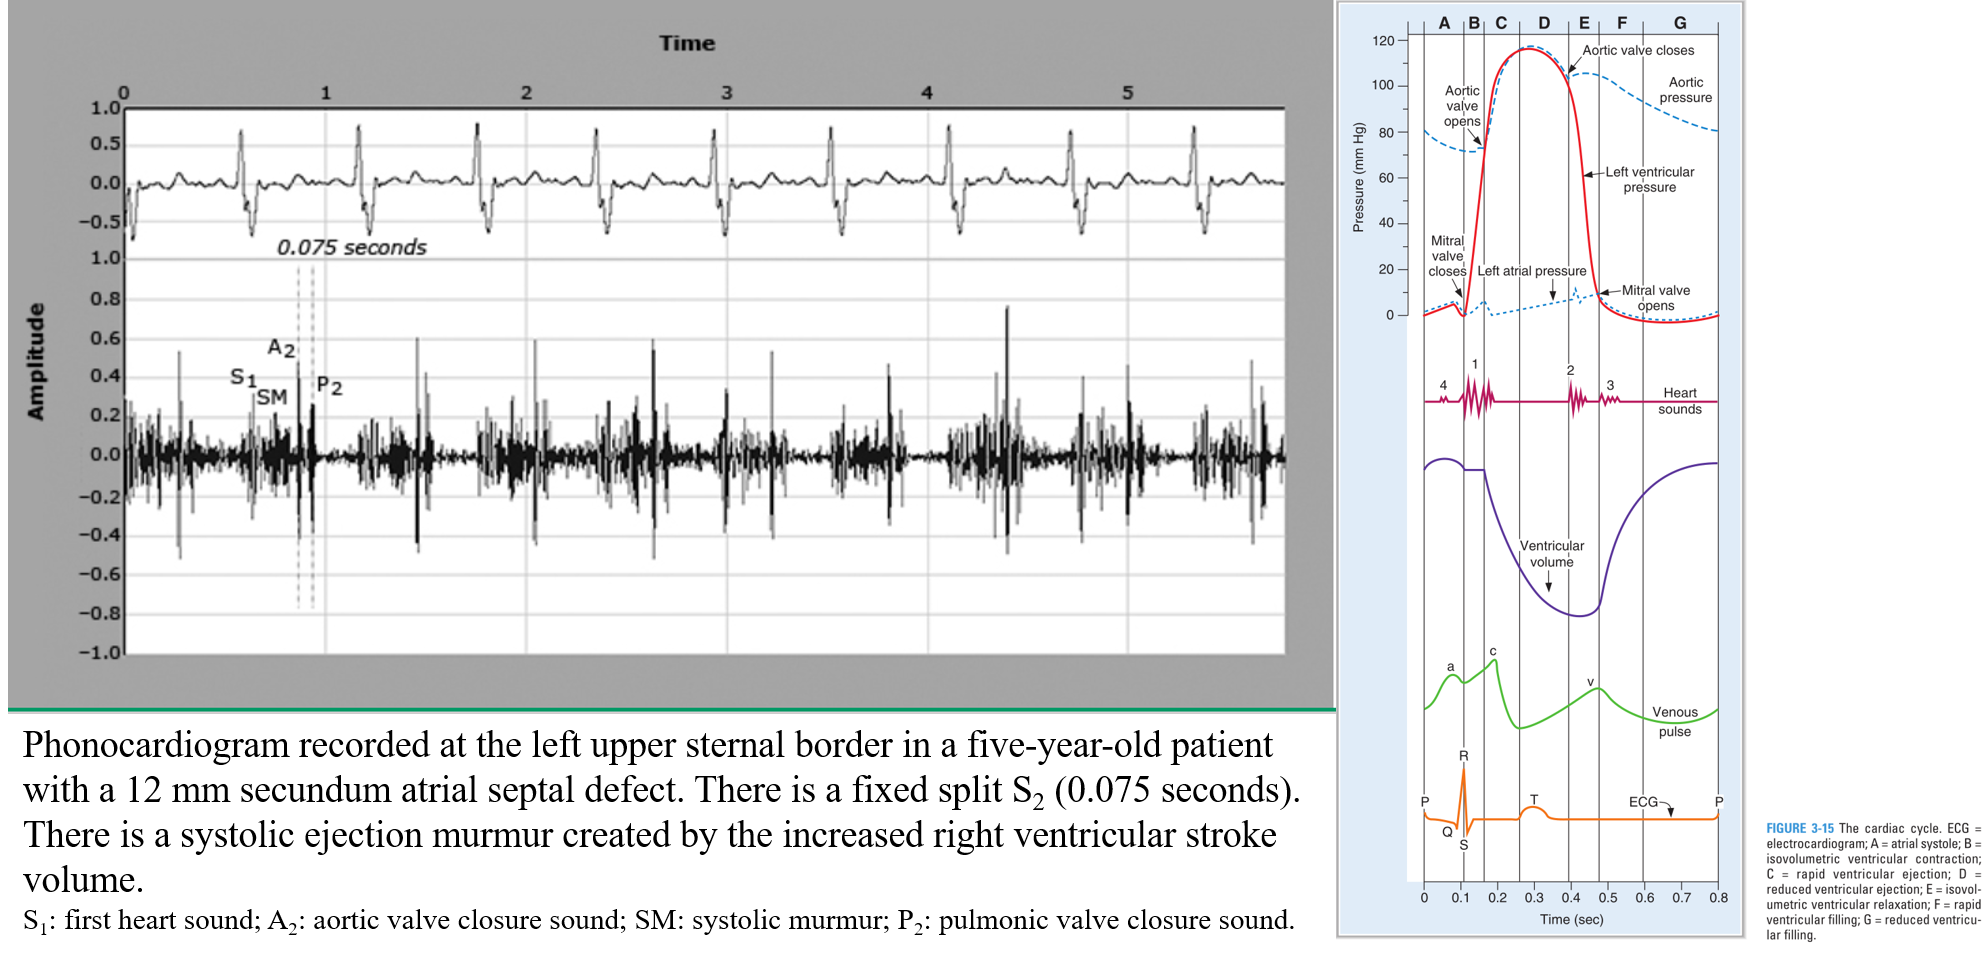 Time
0 1 2 3 4 5
1.0
0.5
0.0
−0.5
0.075 seconds
1.0
0.8
0.6
0.4
0.2
0.0
−0.2
−0.4
−0.6
−0.8
−1.0
Amplitude
A2
S1
SM
P2
Phonocardiogram recorded at the left upper sternal border in a five-year-old patient
with a 12 mm secundum atrial septal defect. There is a fixed split S2 (0.075 seconds).
There is a systolic ejection murmur created by the increased right ventricular stroke
volume.
S1: first heart sound; A2: aortic valve closure sound; SM: systolic murmur; P2: pulmonic valve closure sound.
A B C D E F G
120
100
80
60
40
20
0
Pressure (mm Hg)
Aortic valve closes
Aortic
pressure
Aortic
valve
opens
Left ventricular
pressure
Mitral
valve
closes
Left atrial pressure
Mitral valve
opens
4 1 2 3
Heart
sounds
Ventricular
volume
a c v
Venous
pulse
P Q R S T ECG P
0 0.1 0.2 0.3 0.4 0.5 0.6 0.7 0.8
Time (sec)
FIGURE 3-15 The cardiac cycle. ECG =
electrocardiogram; A = atrial systole; B =
isovolumetric ventricular contraction;
C = rapid ventricular ejection; D =
reduced ventricular ejection; E = isovol-
umetric ventricular relaxation; F = rapid
ventricular filling; G = reduced ventricu-
lar filling.